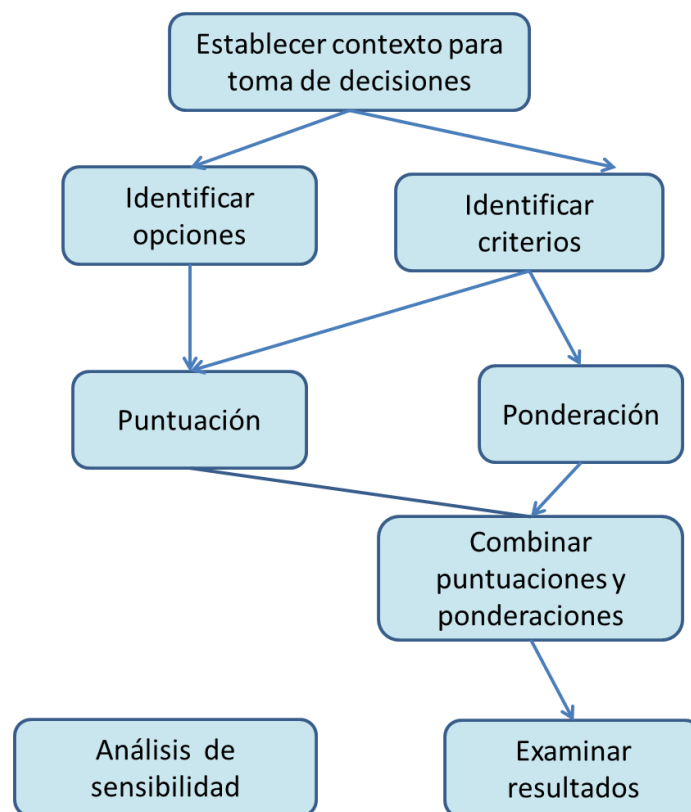 Establecer contexto para
toma de decisiones
Identificar
opciones
Identificar
criterios
Puntuación
Ponderación
Combinar
puntuaciones y
ponderaciones
Análisis de
sensibilidad
Examinar
resultados